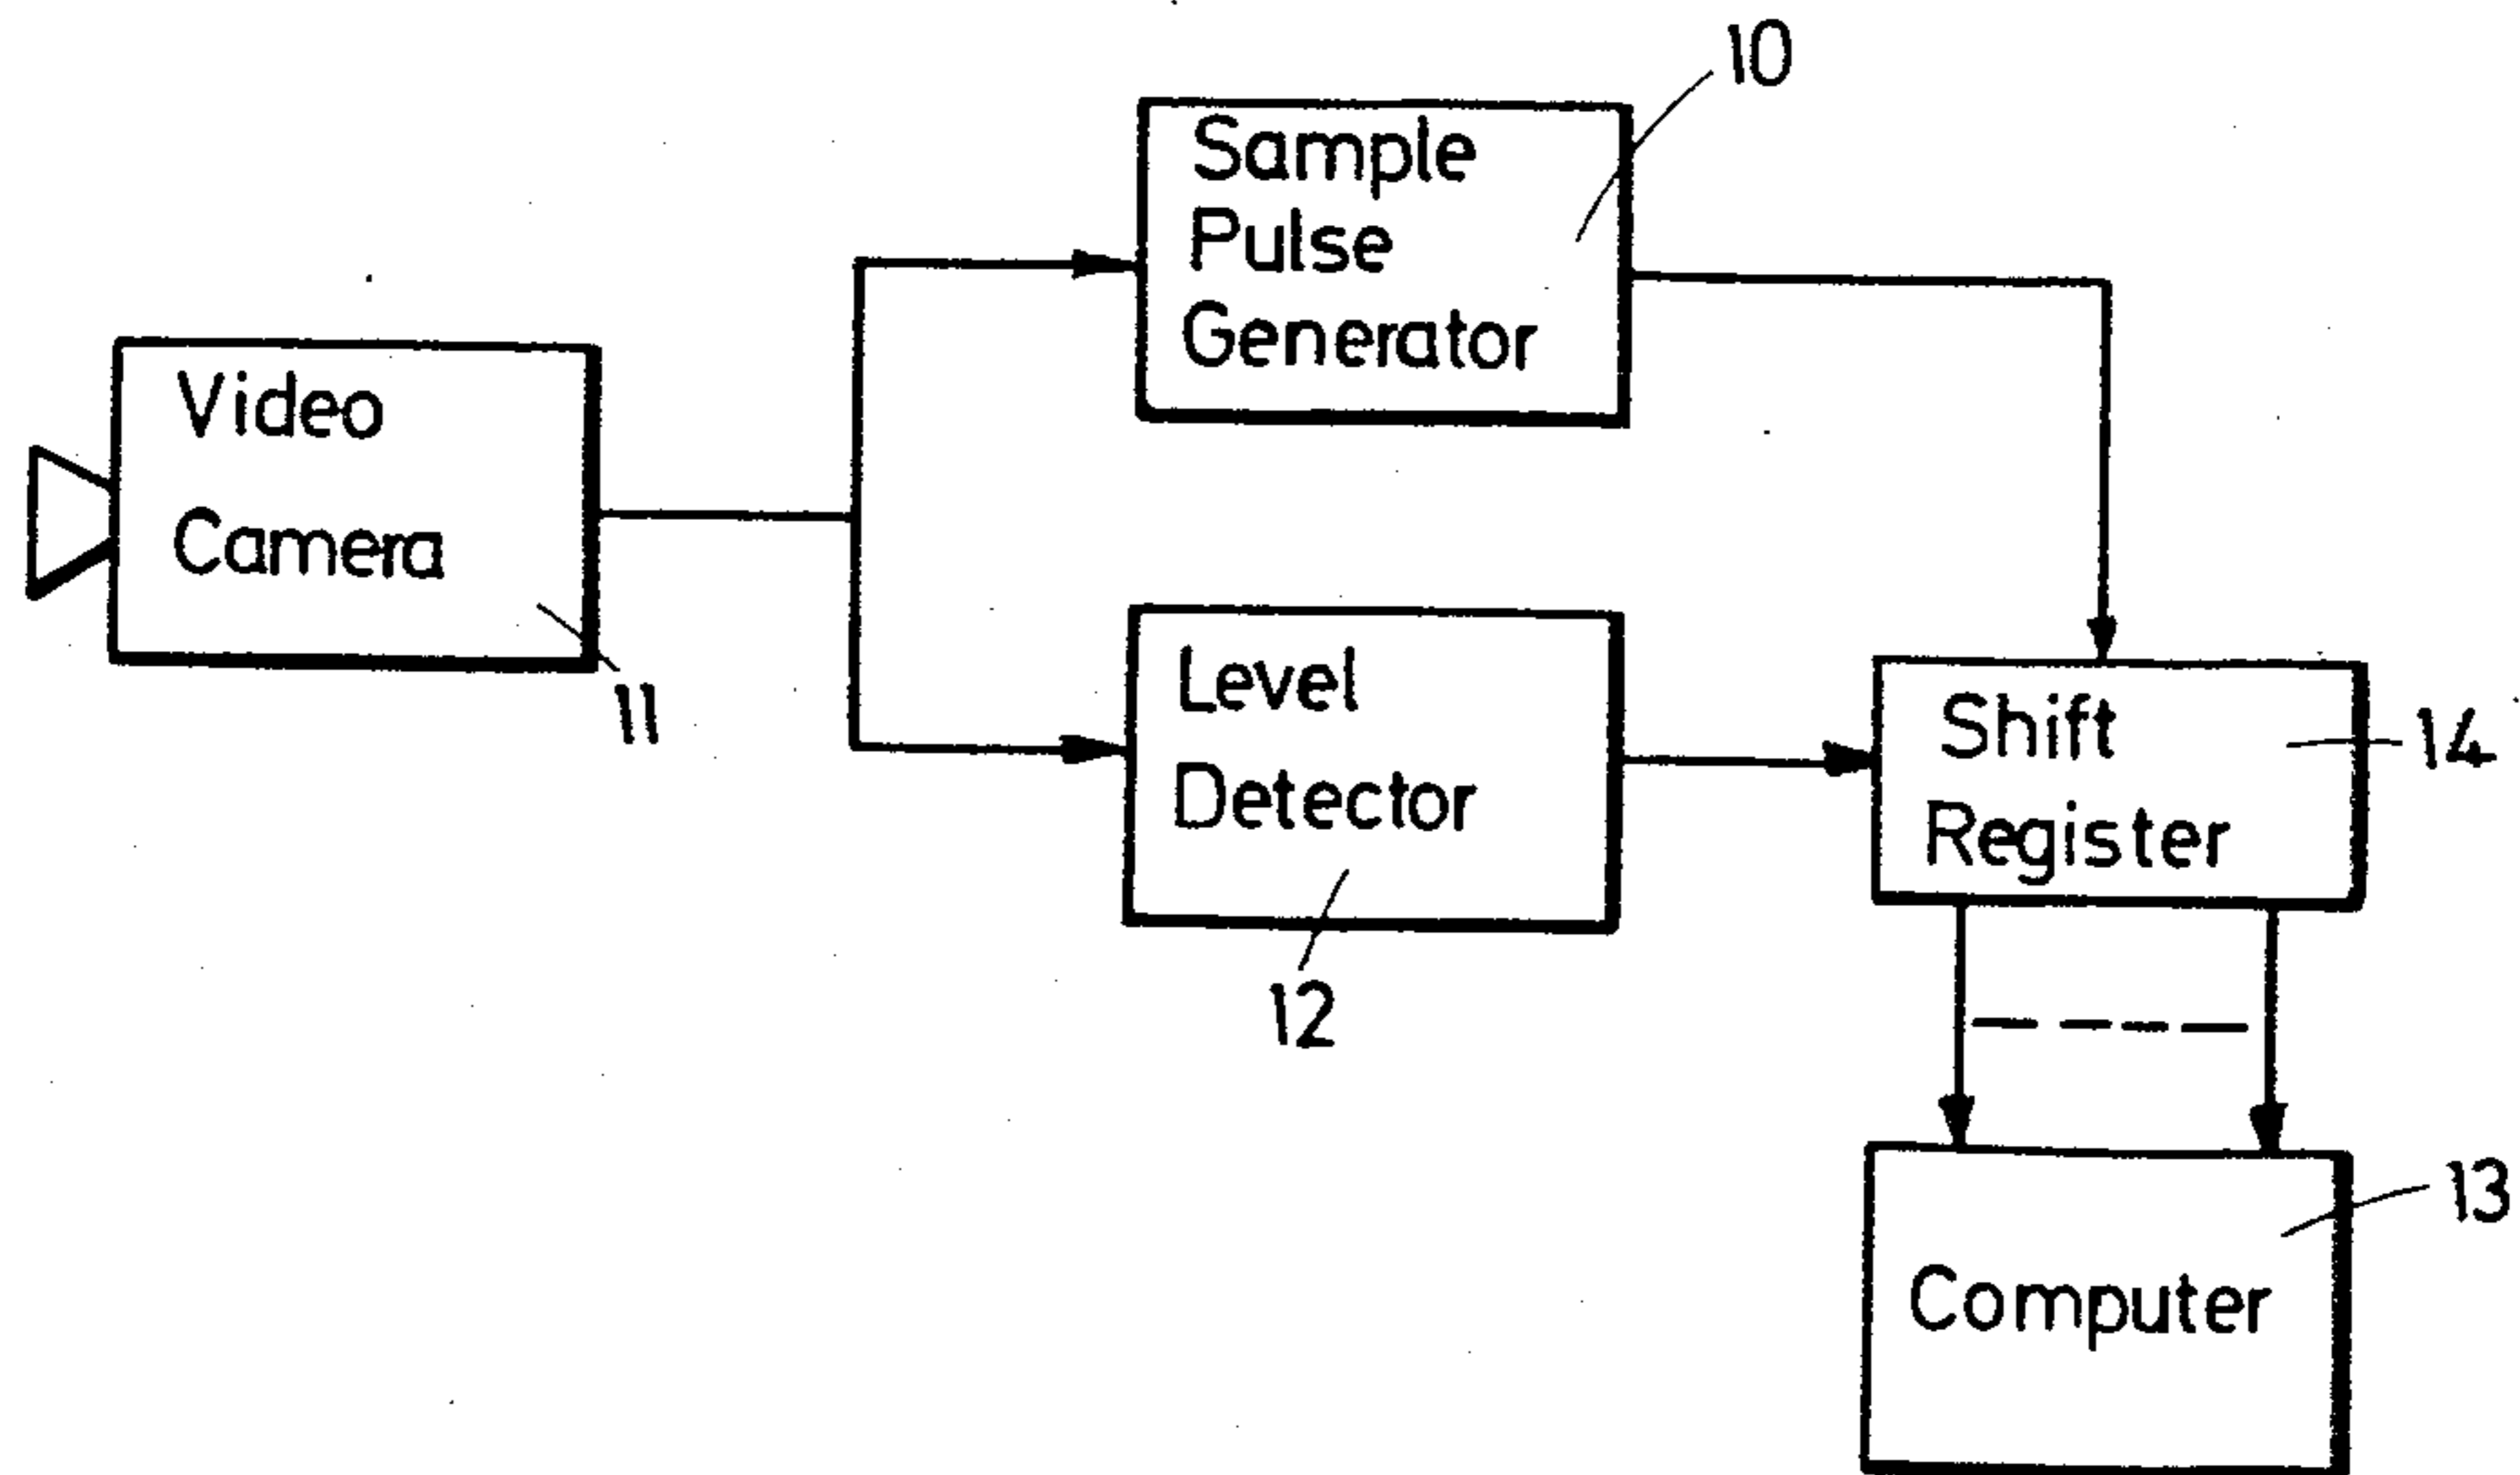 10
Sample
Pulse
Generator
Video
Camera
11
Level
Detector
12
Shift
Register
14
13
Computer